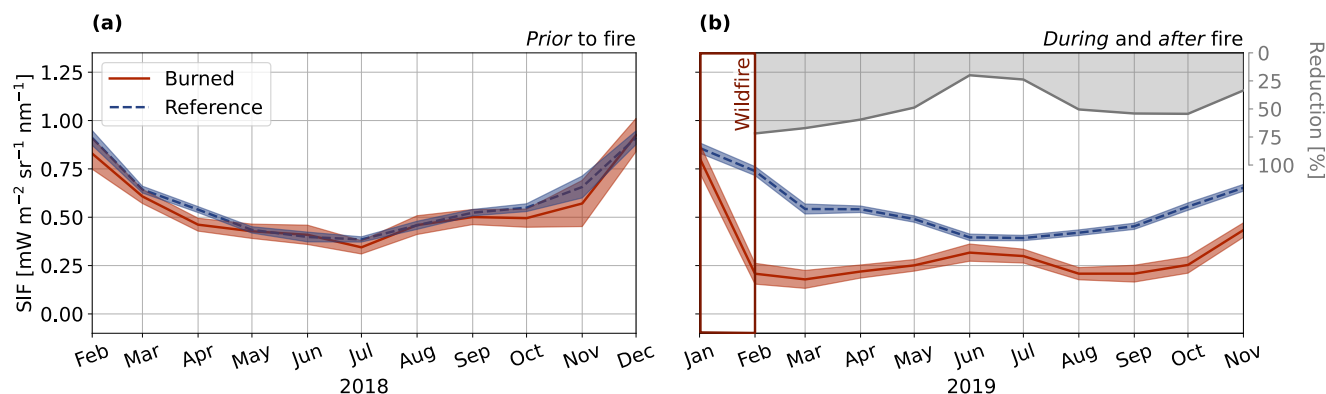 (a)
Prior to fire
SIF [mW m⁻² sr⁻¹ nm⁻¹]
1.25
1.00
0.75
0.50
0.25
0.00
Burned
Reference
Feb Mar Apr May Jun Jul Aug Sep Oct Nov Dec
2018
(b)
During and after fire
Wildfire
0
25
50
75
100
Reduction [%]
Jan Feb Mar Apr May Jun Jul Aug Sep Oct Nov
2019